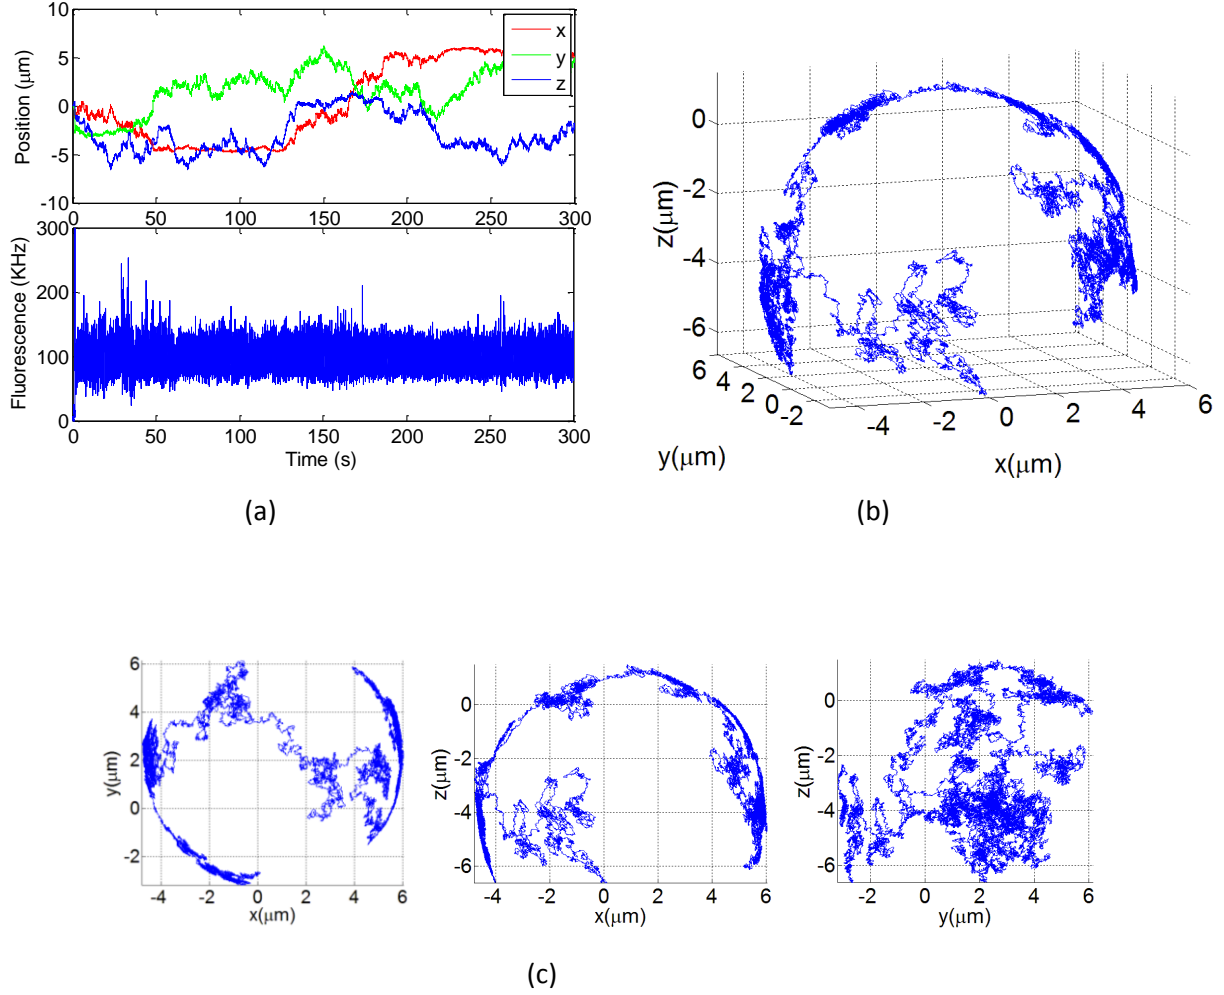 10
5
0
-5
-10
Position (μm)
x
y
z
0 50 100 150 200 250 300
300
200
100
0
Fluorescence (KHz)
0 50 100 150 200 250 300
Time (s)
(a)
0
-2
-4
-6
z(μm)
6 4 2 0 -2
y(μm)
-4 -2 0 2 4 6
x(μm)
(b)
6
4
2
0
-2
y(μm)
-4 -2 0 2 4 6
x(μm)
0
-2
-4
-6
z(μm)
-4 -2 0 2 4 6
x(μm)
0
-2
-4
-6
z(μm)
-2 0 2 4 6
y(μm)
(c)